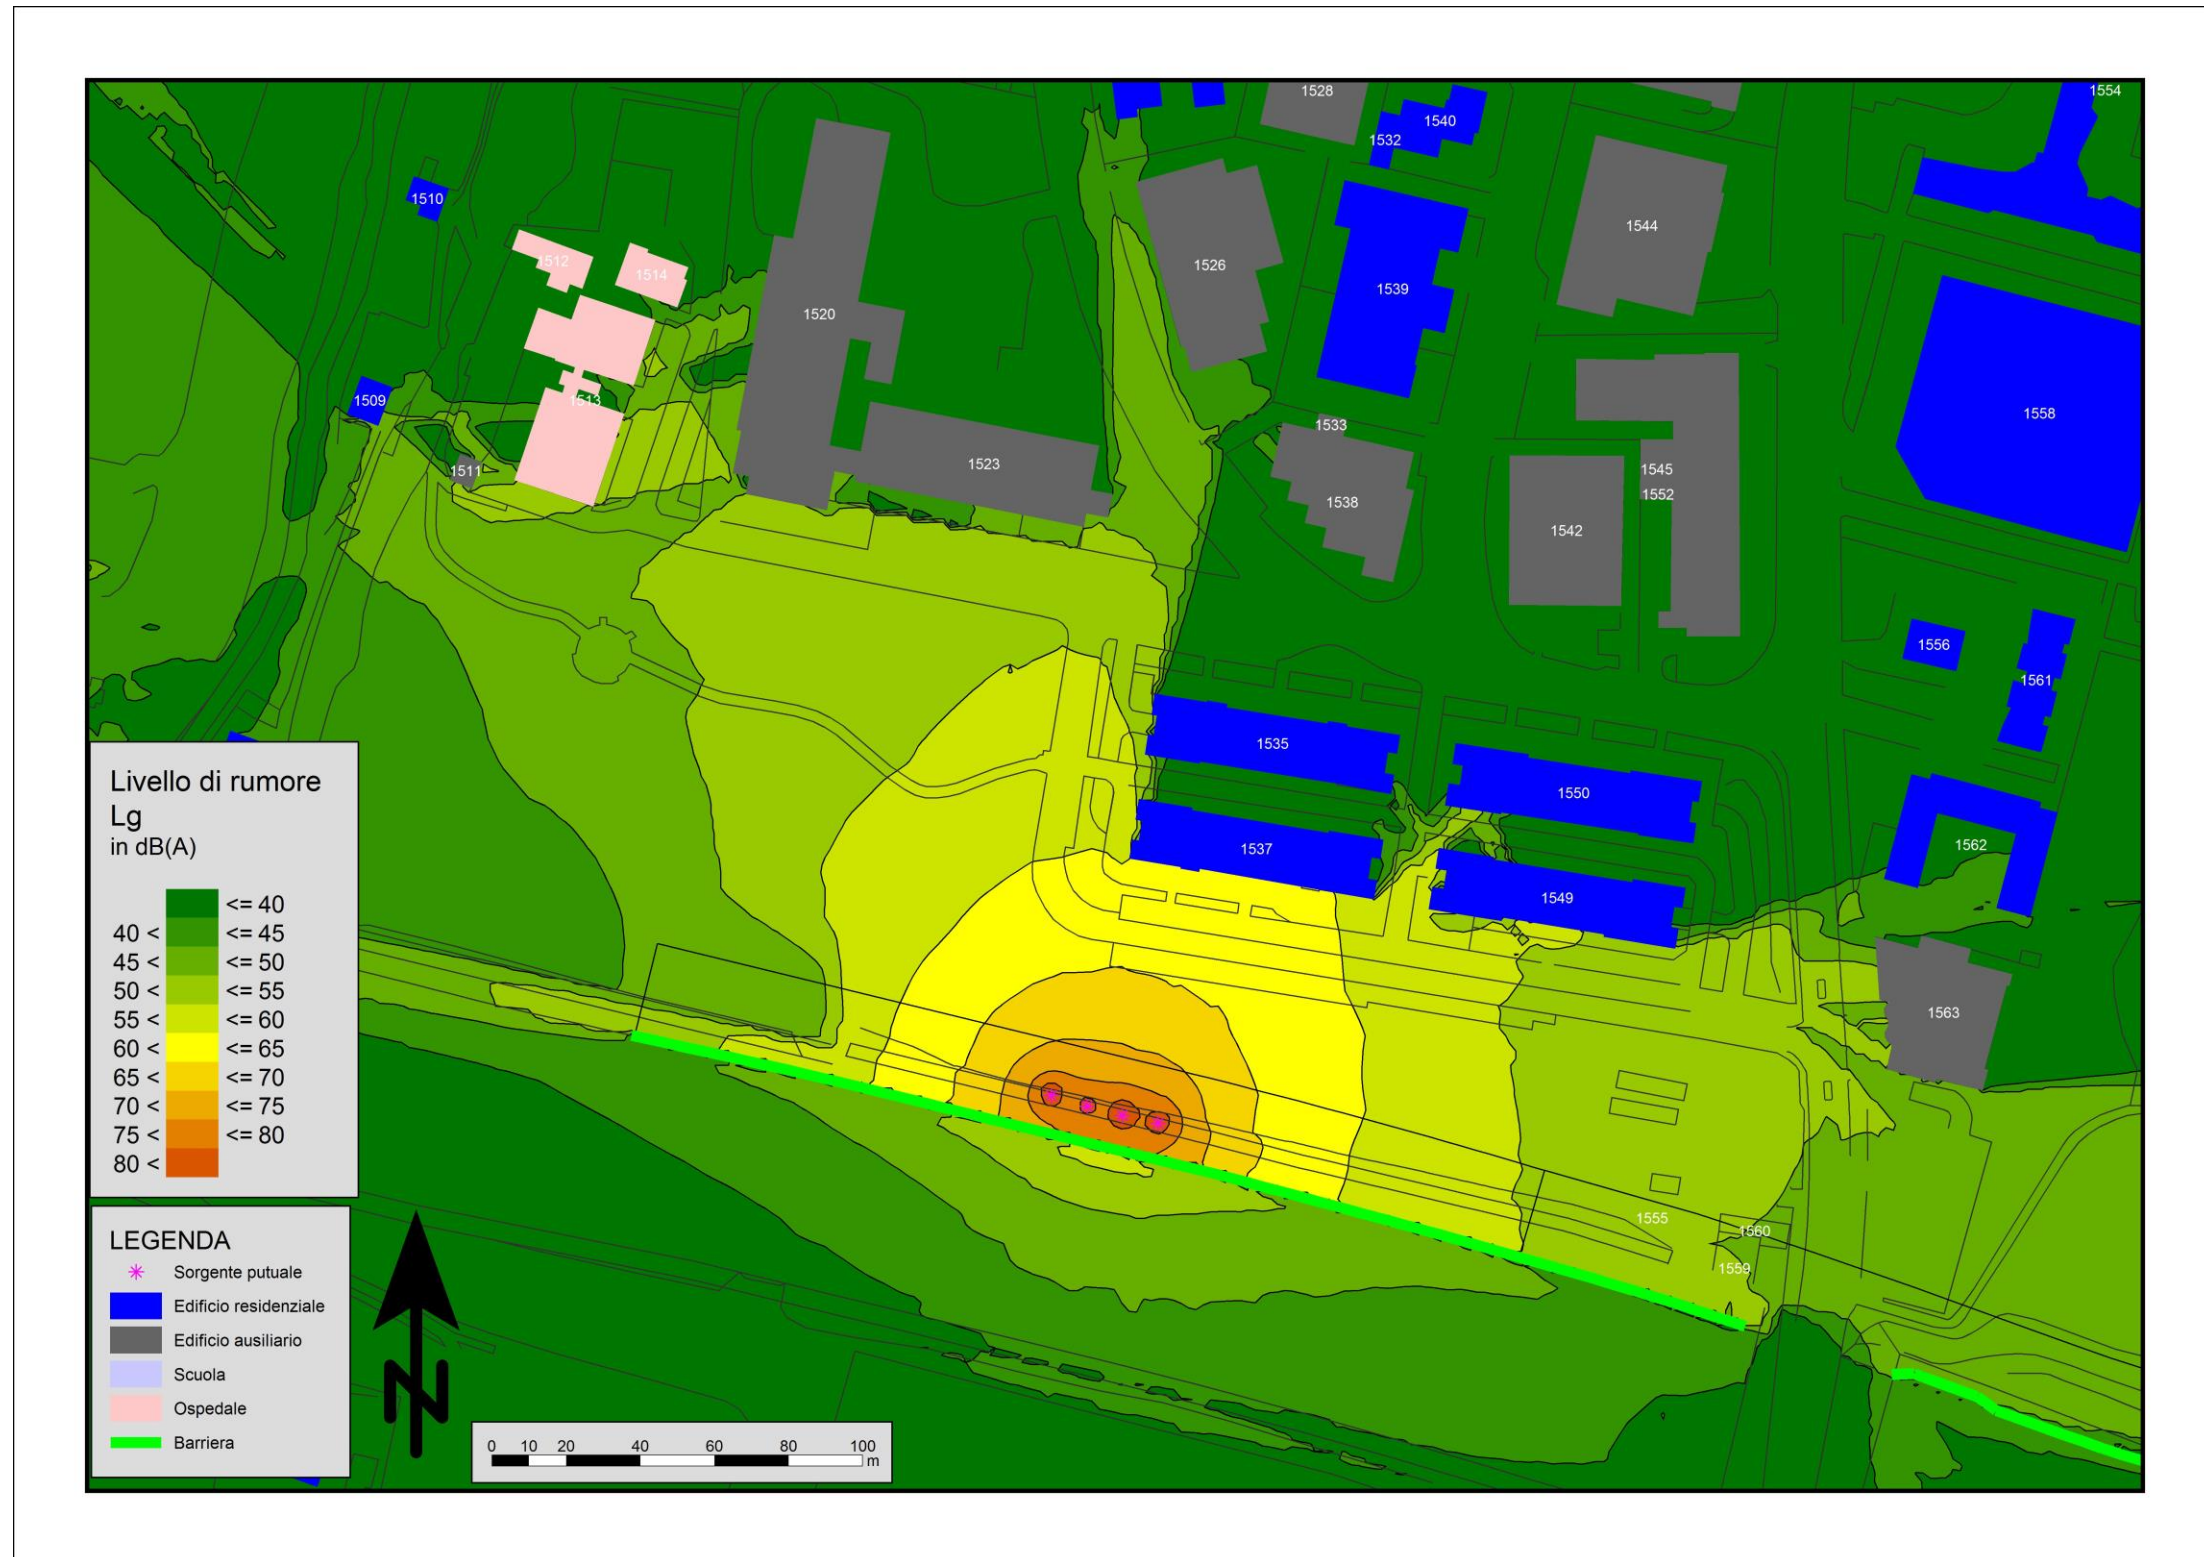 1528
1554
1540
1532
1510
1544
1512
1514
1526
1539
1520
1509
1513
1558
1533
1511
1523
1545
1552
1538
1542
1556
1561
1535
1550
1562
1537
1549
1563
1555
1560
1559
Livello di rumore
Lg
in dB(A)
<= 40
40 < <= 45
45 < <= 50
50 < <= 55
55 < <= 60
60 < <= 65
65 < <= 70
70 < <= 75
75 < <= 80
80 <
LEGENDA
Sorgente putuale
Edificio residenziale
Edificio ausiliario
Scuola
Ospedale
Barriera
N
0 10 20 40 60 80 100
m